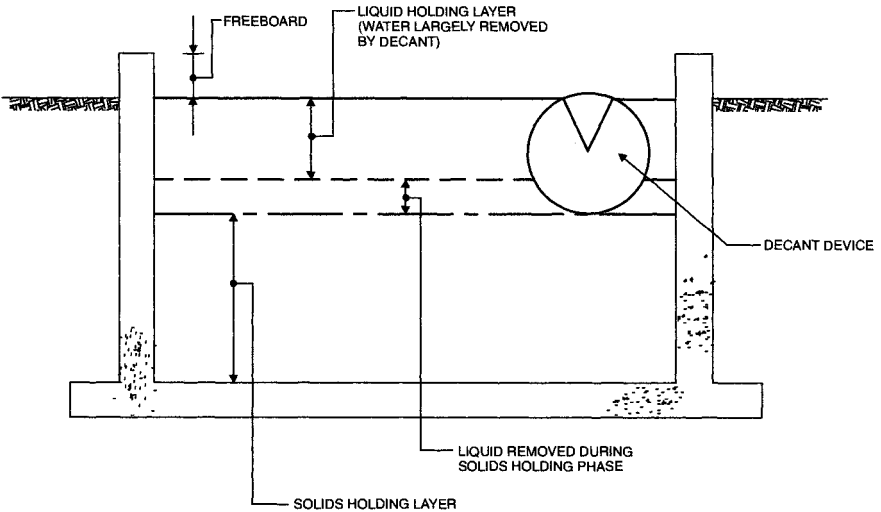 FREEBOARD
LIQUID HOLDING LAYER
(WATER LARGELY REMOVED
BY DECANT)
DECANT DEVICE
LIQUID REMOVED DURING
SOLIDS HOLDING PHASE
SOLIDS HOLDING LAYER